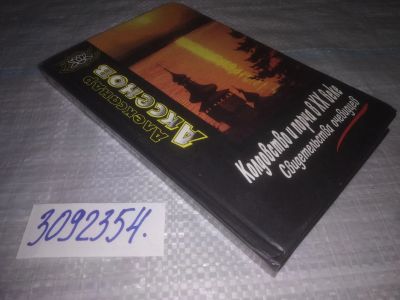 АЛЕКСАНДР
АКСЕНОВ
Колдовство и порча в XX веке
Свидетельства очевидцев
3092354.